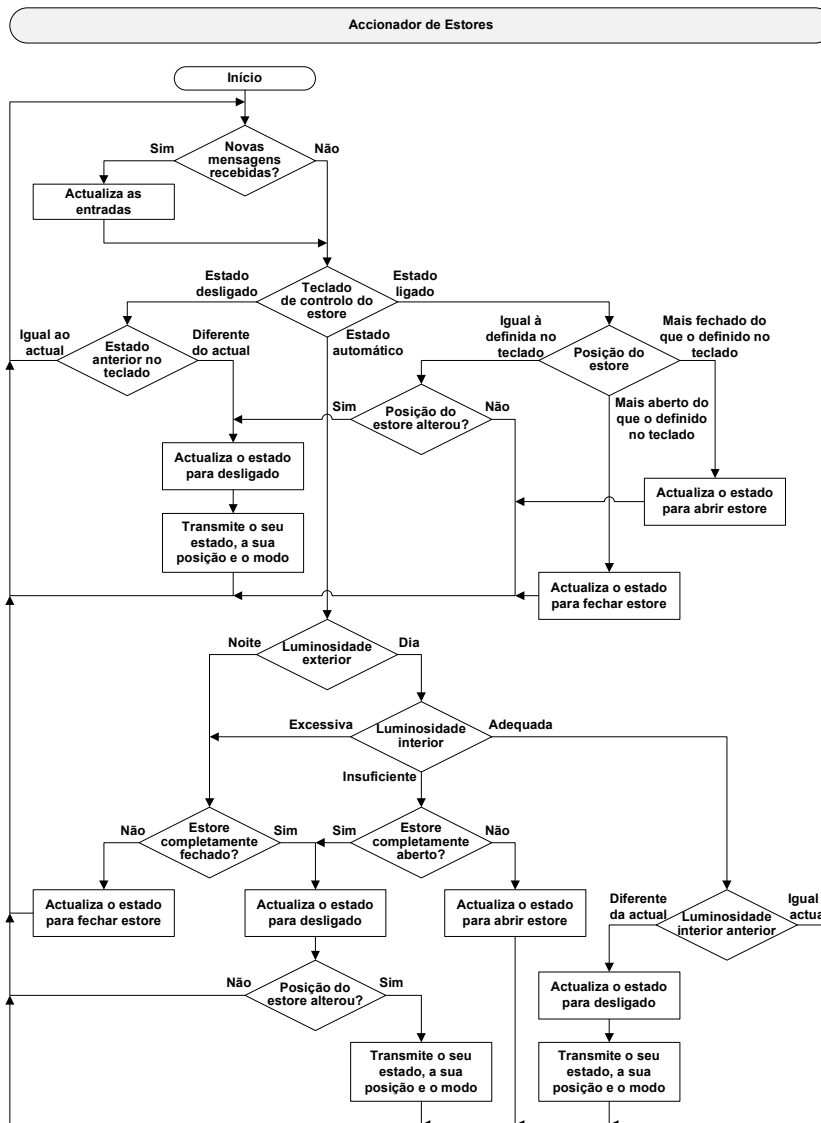 Accionador de Estores
Início
Sim
Novas
mensagens
recebidas?
Não
Actualiza as
entradas
Estado
desligado
Teclado
de controlo do
estore
Estado
ligado
Estado
automático
Igual ao
actual
Estado
anterior no
teclado
Diferente
do actual
Igual à
definida no
teclado
Posição do
estore
Mais fechado do
que o definido no
teclado
Sim
Posição do
estore alterou?
Não
Mais aberto do
que o definido
no teclado
Actualiza o estado
para desligado
Actualiza o estado
para abrir estore
Transmite o seu
estado, a sua
posição e o modo
Actualiza o estado
para fechar estore
Noite
Luminosidade
exterior
Dia
Excessiva
Luminosidade
interior
Adequada
Insuficiente
Não
Estore
completamente
fechado?
Sim
Sim
Estore
completamente
aberto?
Não
Actualiza o estado
para fechar estore
Actualiza o estado
para desligado
Actualiza o estado
para abrir estore
Diferente
da actual
Luminosidade
interior anterior
Igual
actua
Não
Posição do
estore alterou?
Sim
Actualiza o estado
para desligado
Transmite o seu
estado, a sua
posição e o modo
Transmite o seu
estado, a sua
posição e o modo